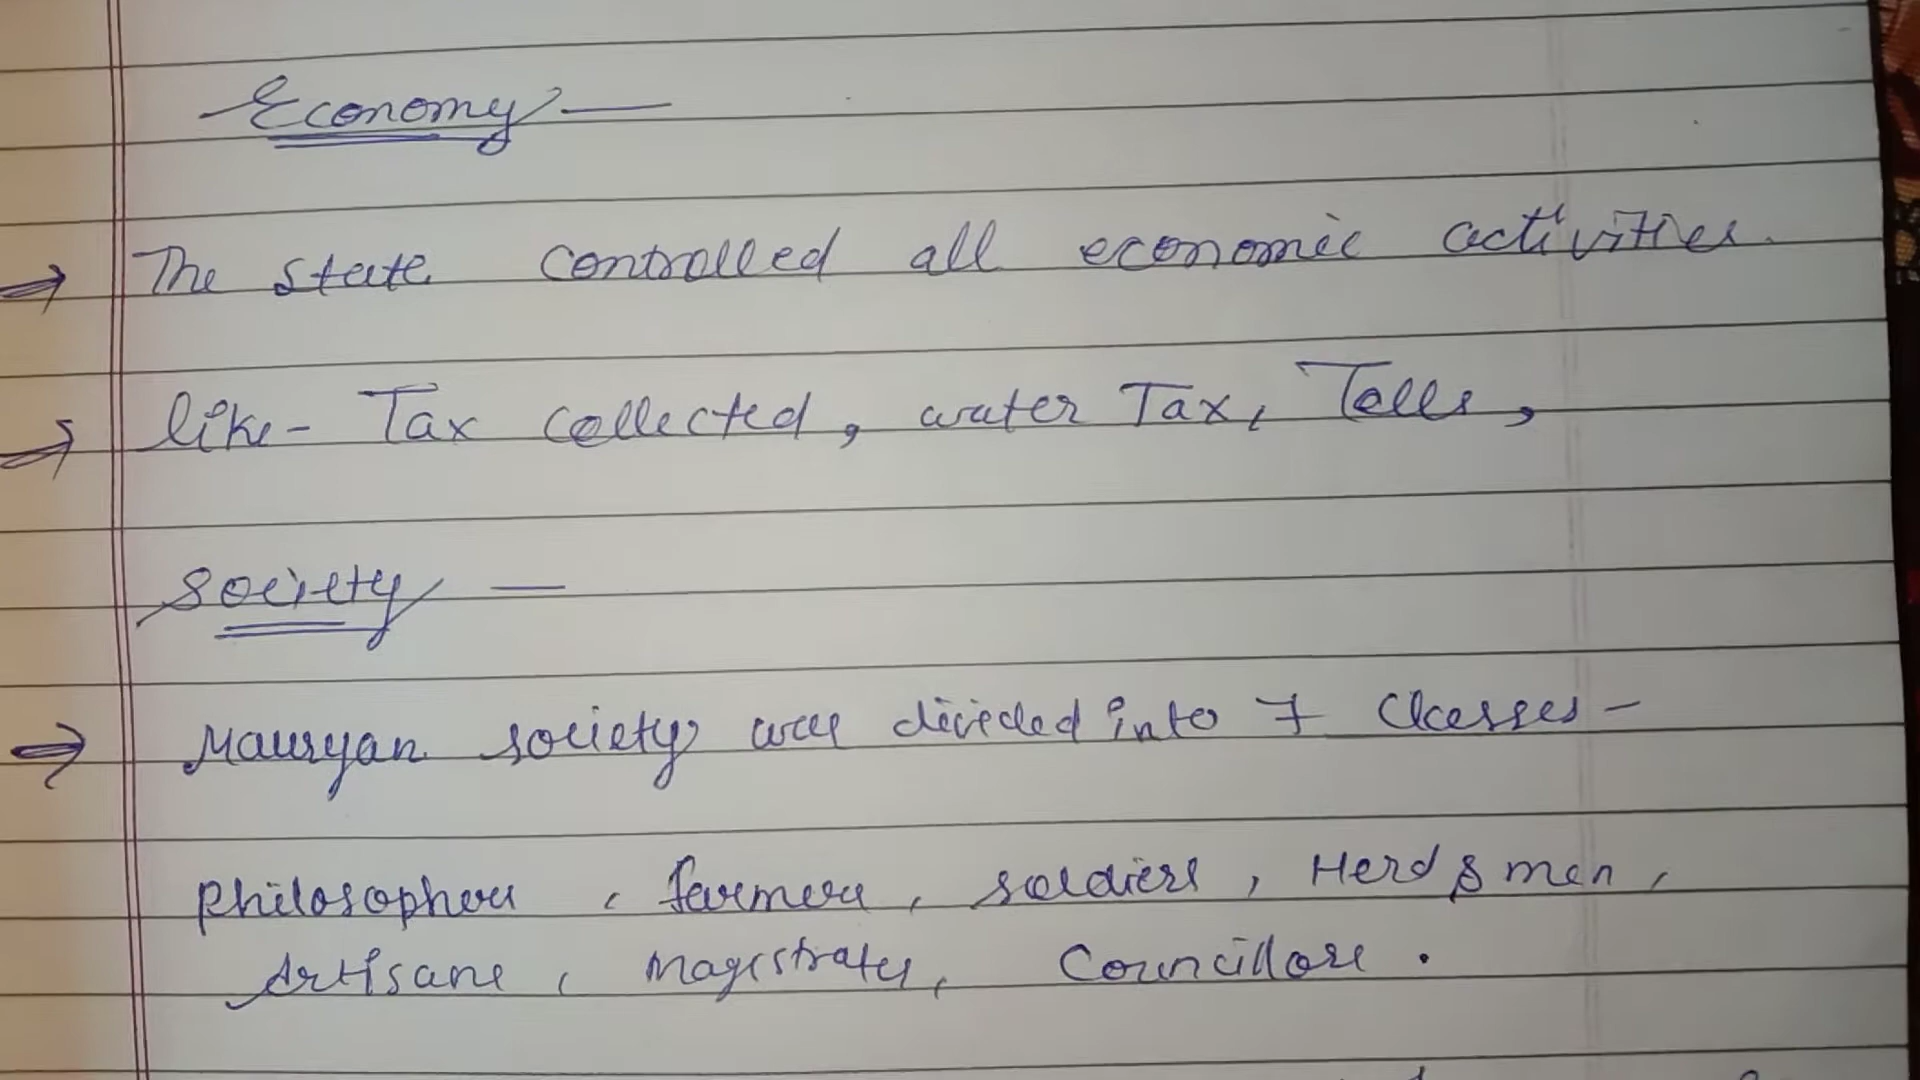 Economy —
→ The state controlled all economic activities.
→ like - Tax collected, water Tax, Tolls,
Society —
⇒ Mauryan society was divided into 7 Classes -
Philosophers, farmers, soldiers, Herdsmen,
Artisans, Magistrates, Councillors.